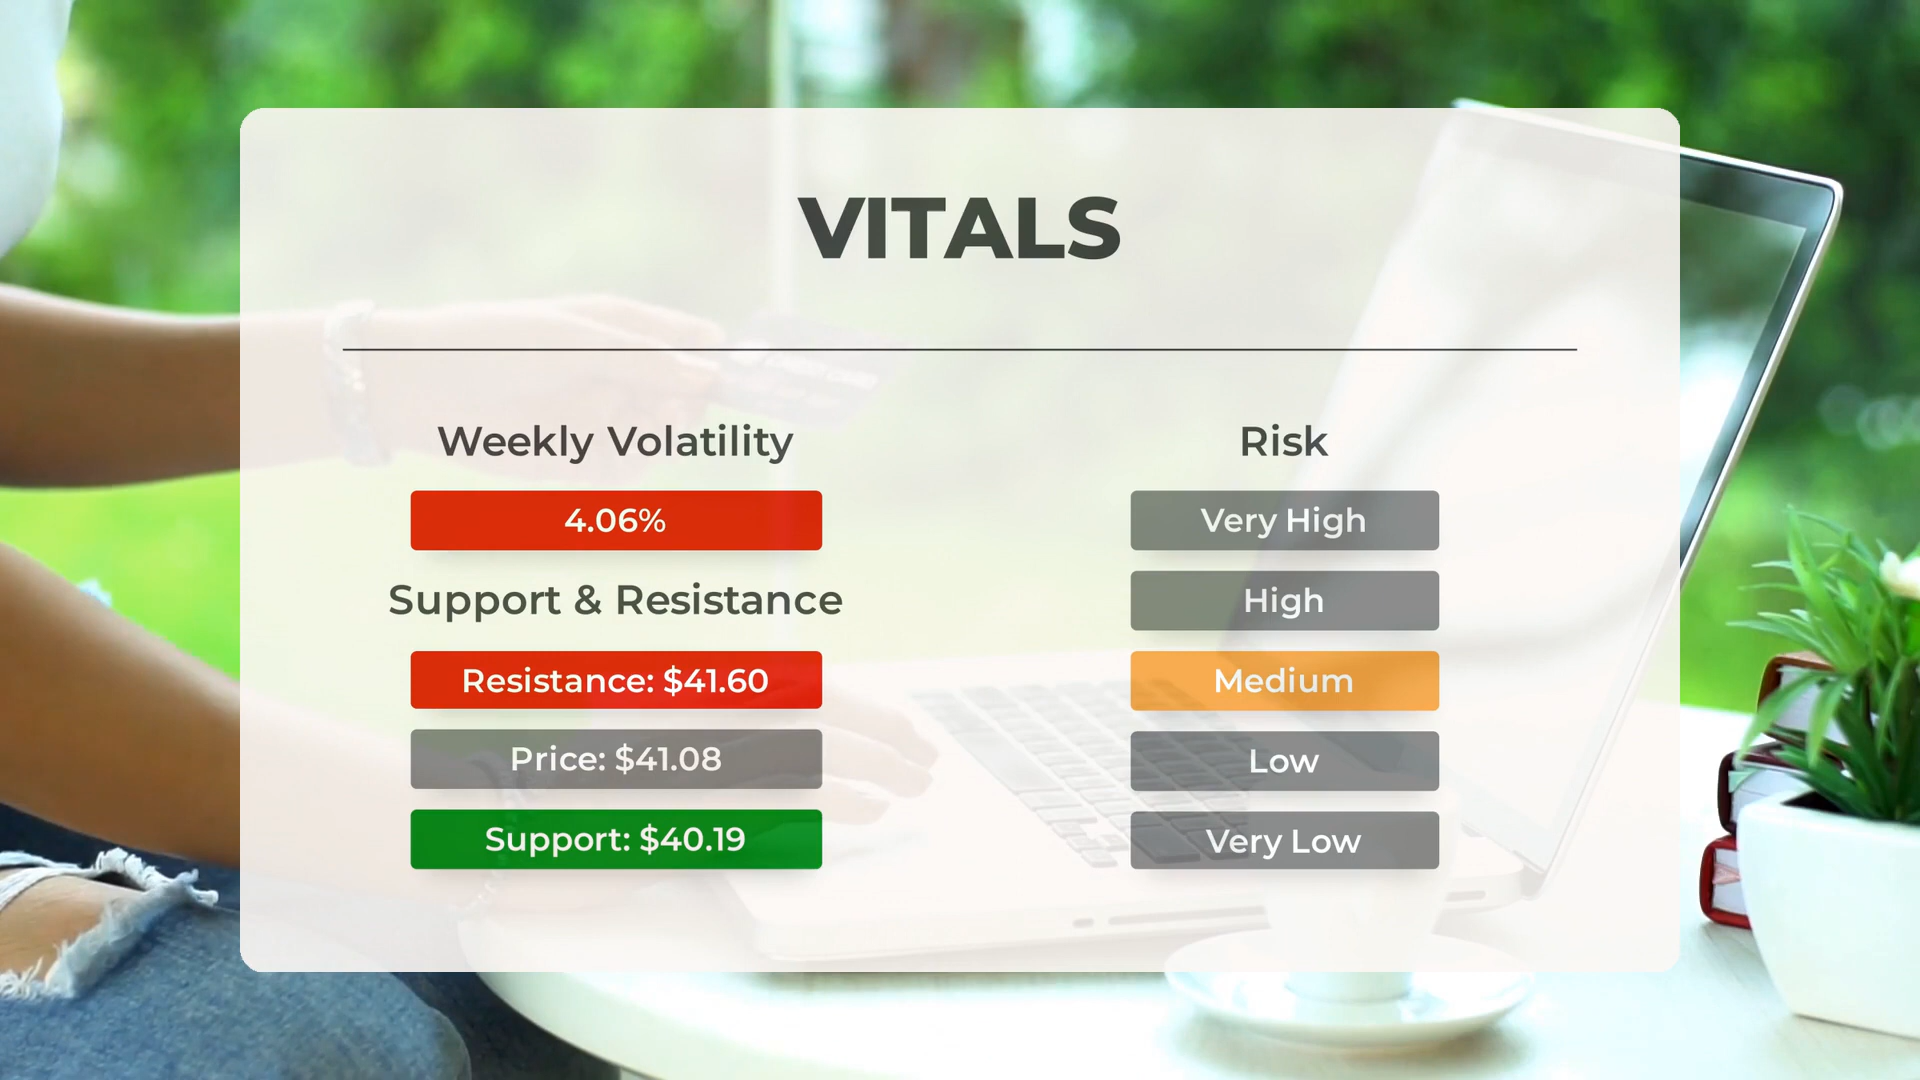 VITALS
Weekly Volatility
4.06%
Support & Resistance
Resistance: $41.60
Price: $41.08
Support: $40.19
Risk
Very High
High
Medium
Low
Very Low